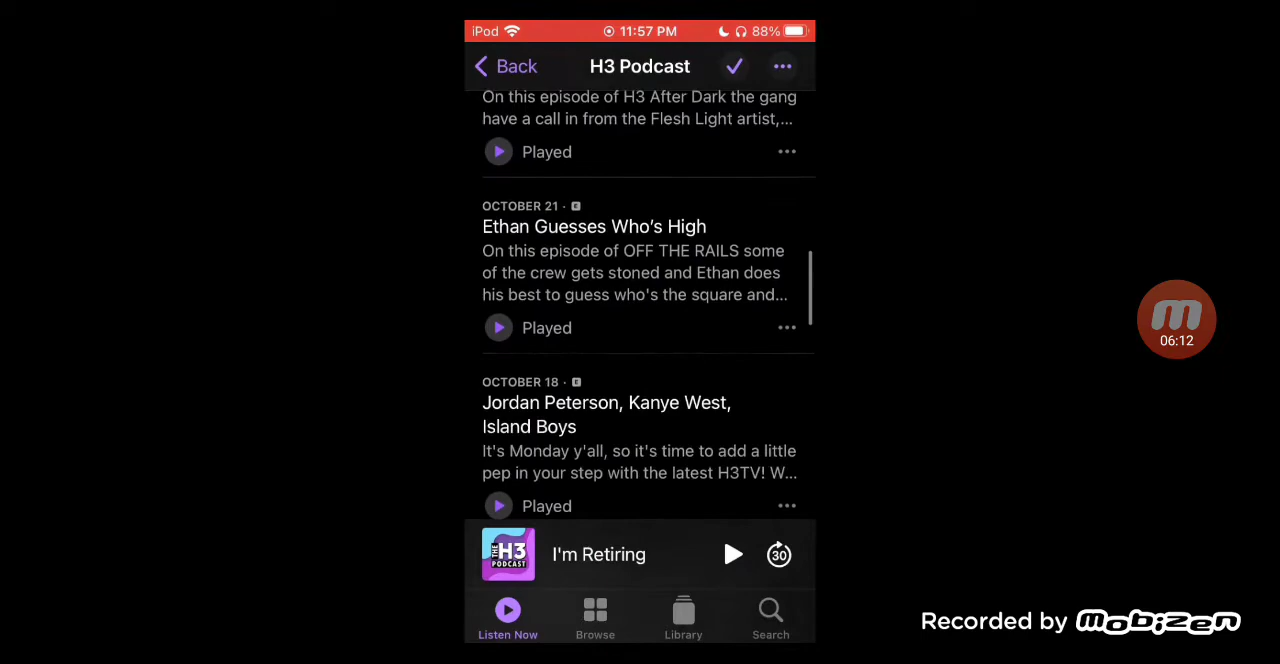 iPod 11:57 PM 88%
Back H3 Podcast
On this episode of H3 After Dark the gang
have a call in from the Flesh Light artist,...
Played
OCTOBER 21 · E
Ethan Guesses Who's High
On this episode of OFF THE RAILS some
of the crew gets stoned and Ethan does
his best to guess who's the square and...
Played
OCTOBER 18 · E
Jordan Peterson, Kanye West,
Island Boys
It's Monday y'all, so it's time to add a little
pep in your step with the latest H3TV! W...
Played
THE H3 PODCAST
I'm Retiring
30
Listen Now Browse Library Search
m
06:12
Recorded by mobizen